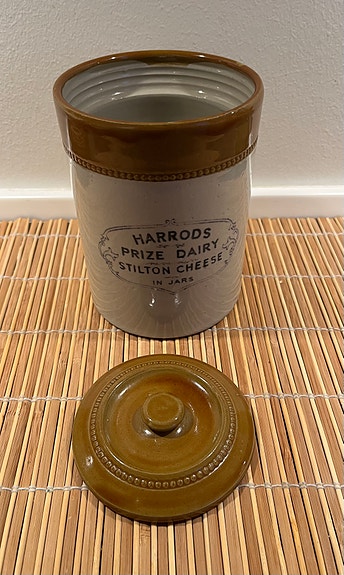 HARRODS
PRIZE DAIRY
STILTON CHEESE
IN JARS